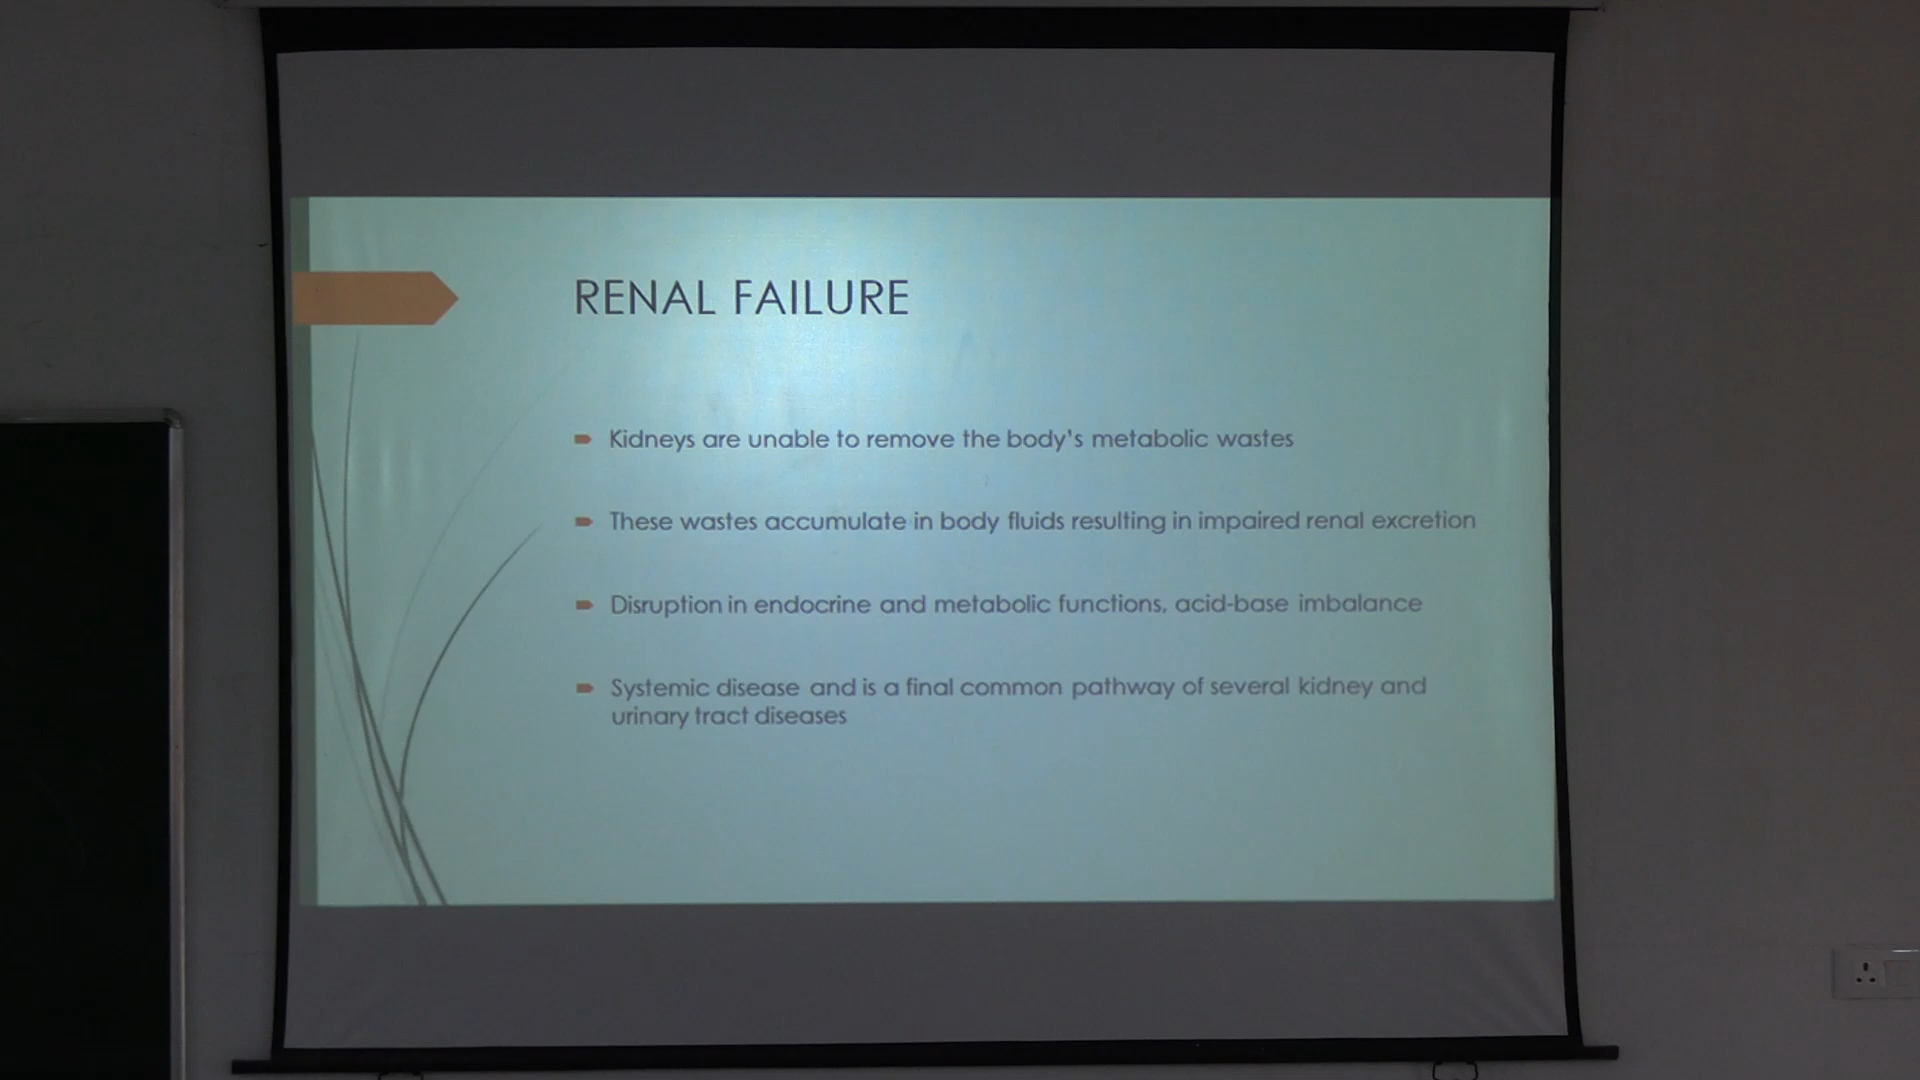 RENAL FAILURE
Kidneys are unable to remove the body's metabolic wastes
These wastes accumulate in body fluids resulting in impaired renal excretion
Disruption in endocrine and metabolic functions, acid-base imbalance
Systemic disease and is a final common pathway of several kidney and
urinary tract diseases